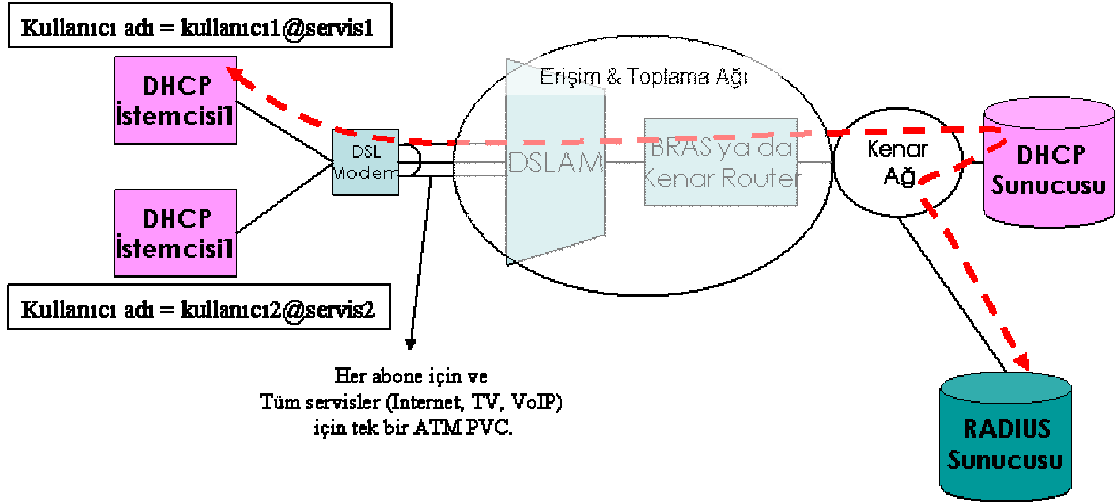 Kullanıcı adı = kullanıcı1@servis1
DHCP
İstemcisi1
Erişim & Toplama Ağı
DSL
Modem
DSLAM
BRAS ya da
Kenar Router
Kenar
Ağ
DHCP
Sunucusu
DHCP
İstemcisi1
Kullanıcı adı = kullanıcı2@servis2
Her abone için ve
Tüm servisler (Internet, TV, VoIP)
için tek bir ATM PVC.
RADIUS
Sunucusu